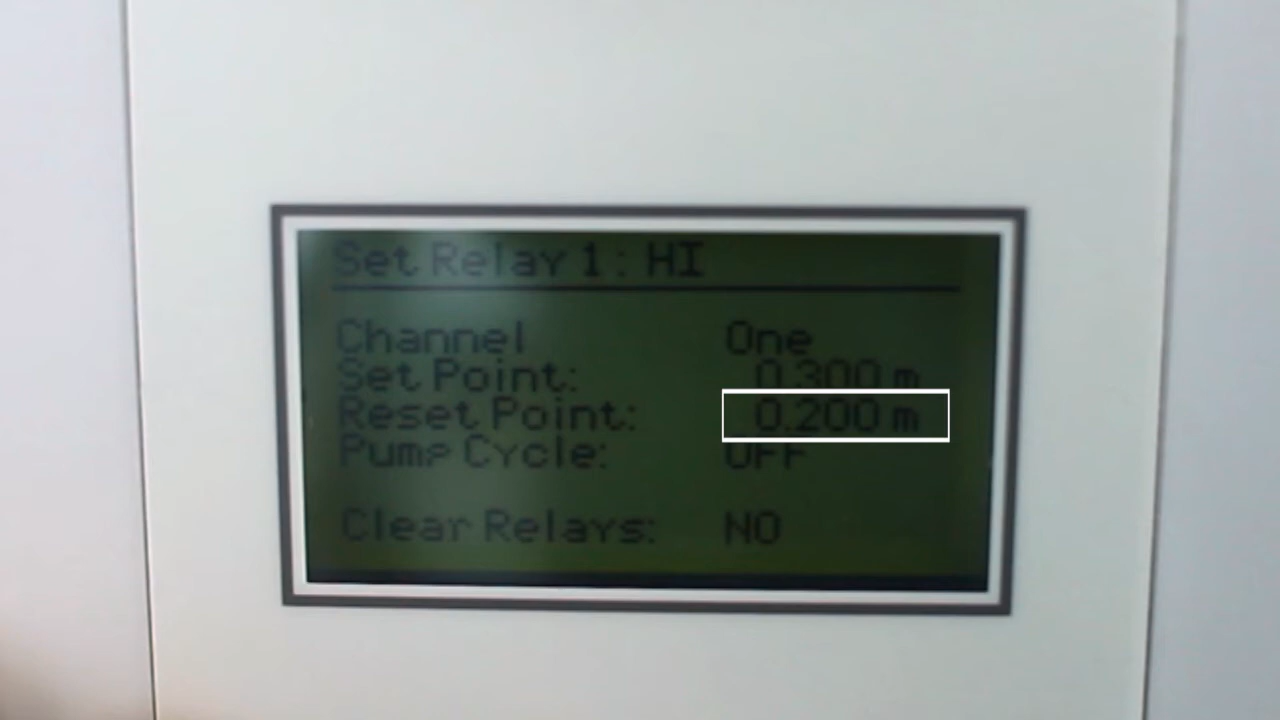 Set Relay 1: HI
Channel One
Set Point: 0.300 m
Reset Point: 0.200 m
Pump Cycle: OFF
Clear Relays: NO